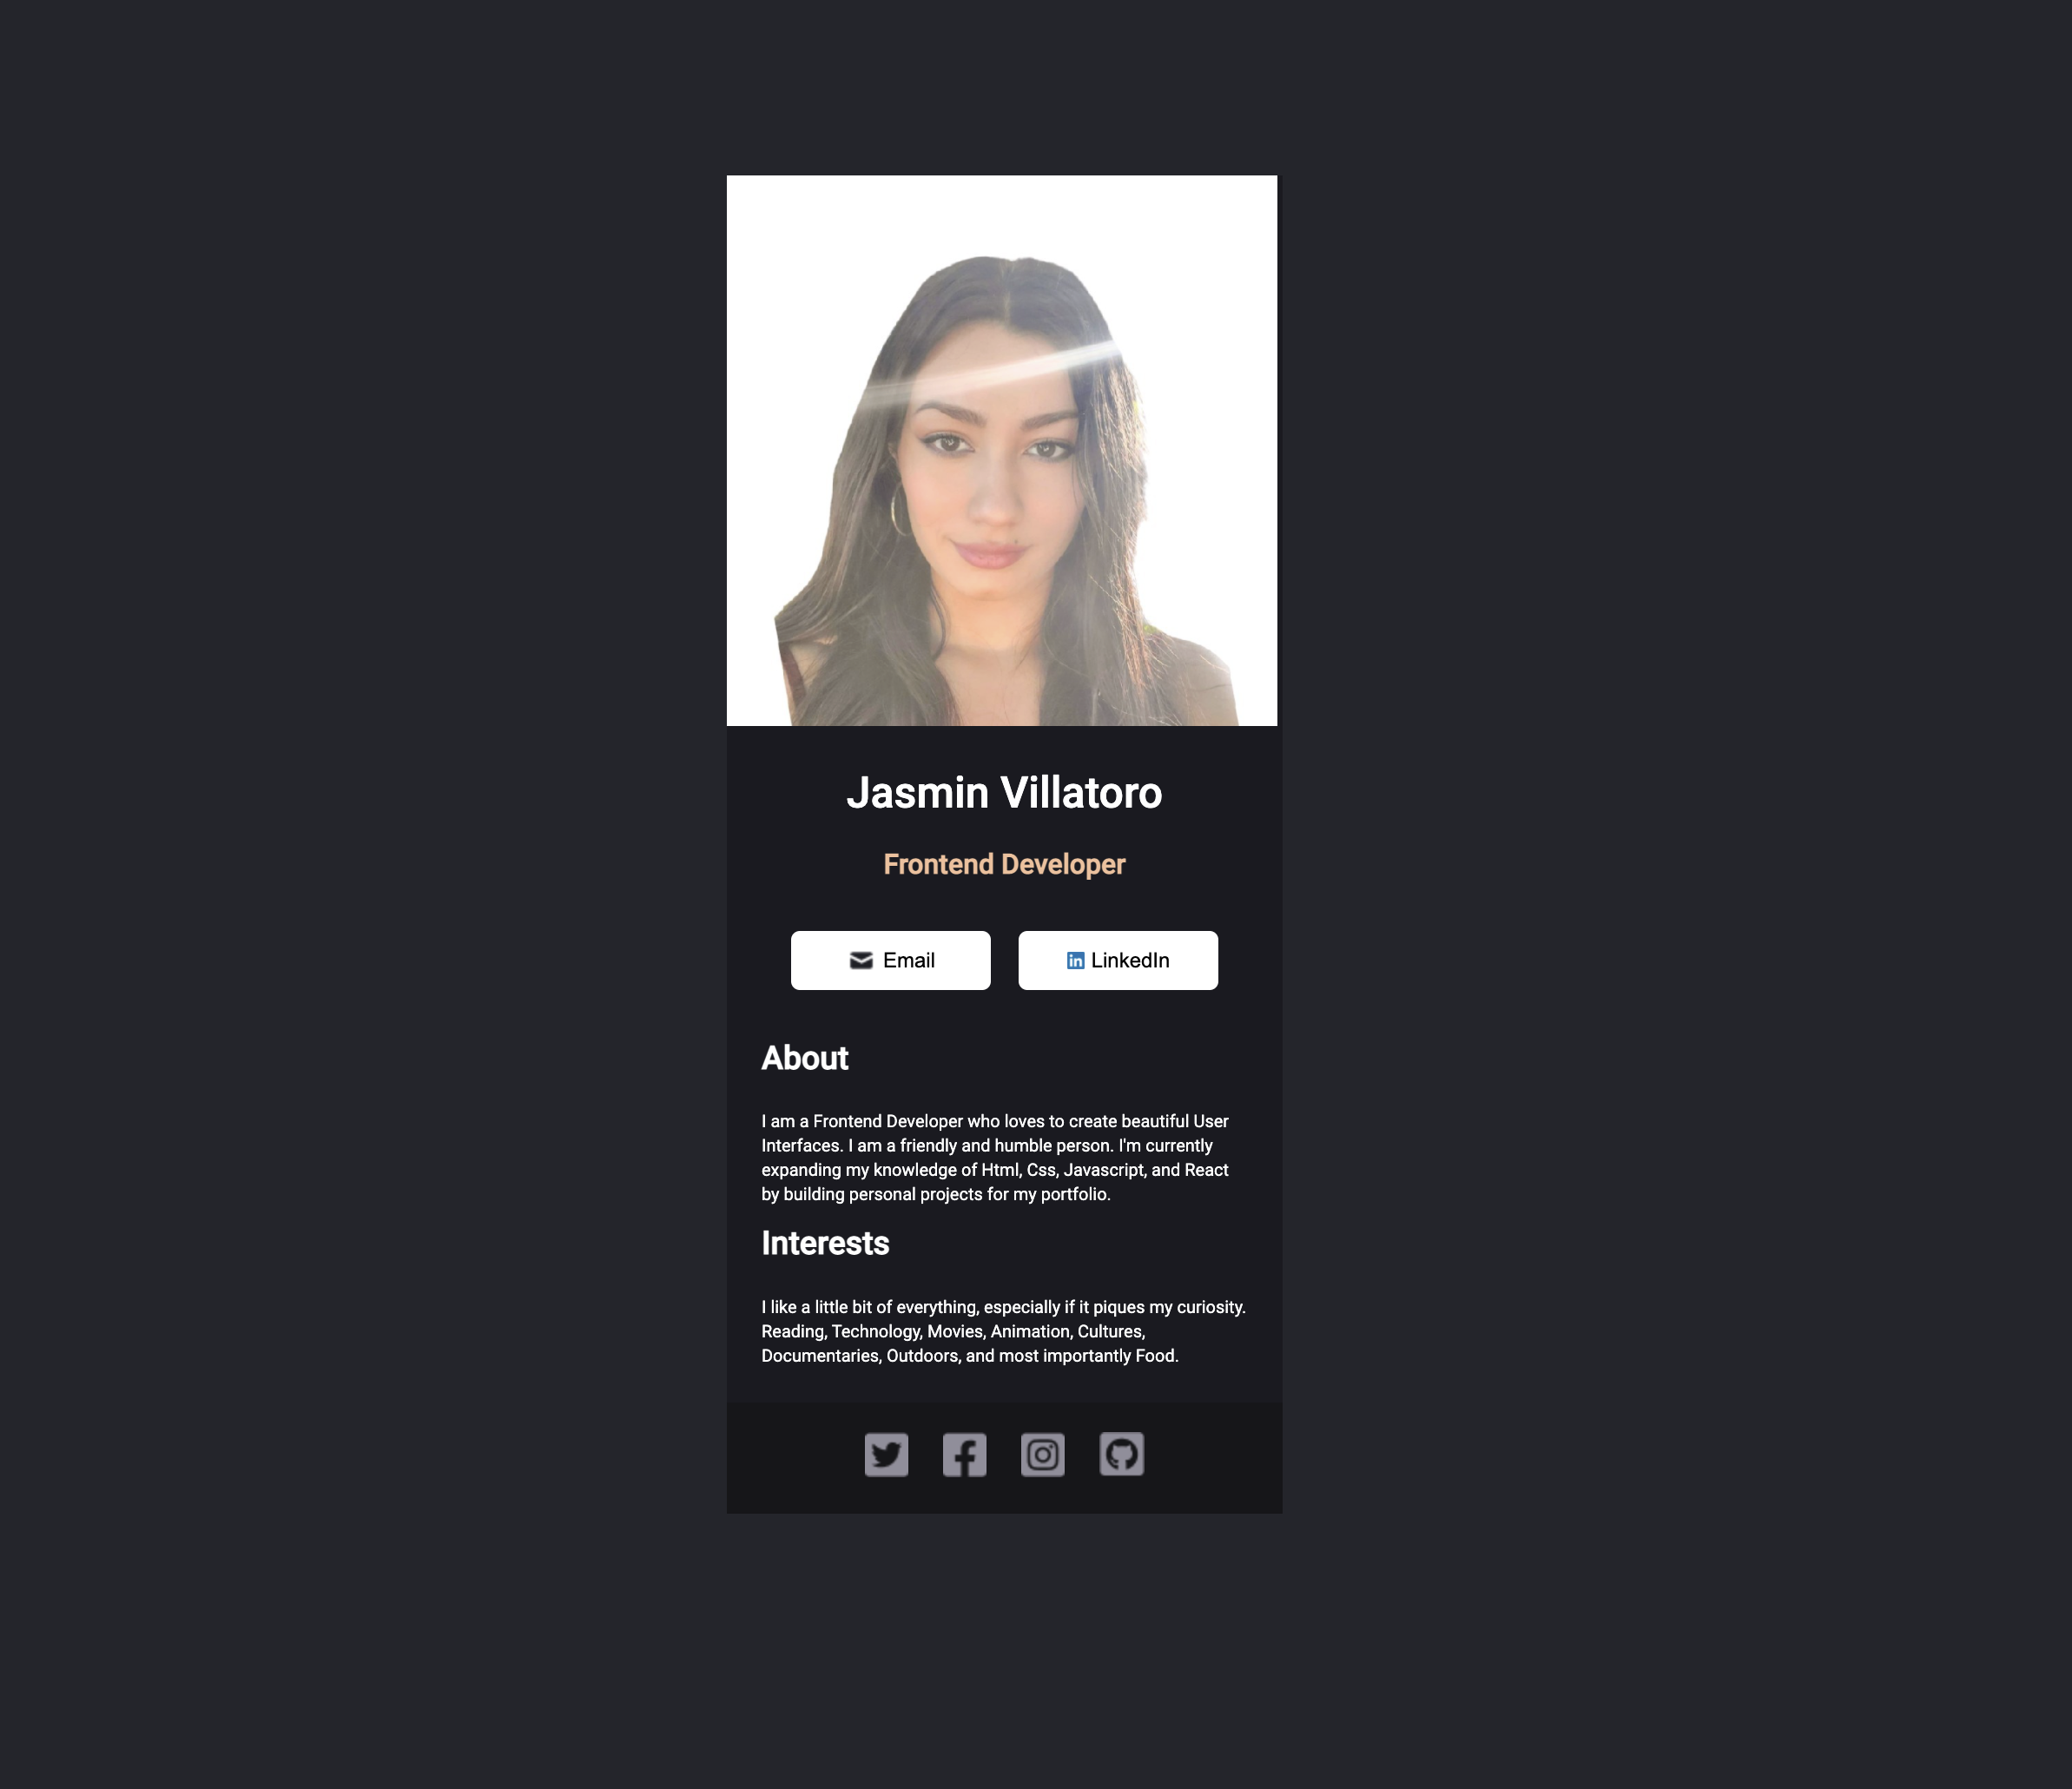 Jasmin Villatoro
Frontend Developer
Email
LinkedIn
About
I am a Frontend Developer who loves to create beautiful User
Interfaces. I am a friendly and humble person. I'm currently
expanding my knowledge of Html, Css, Javascript, and React
by building personal projects for my portfolio.
Interests
I like a little bit of everything, especially if it piques my curiosity.
Reading, Technology, Movies, Animation, Cultures,
Documentaries, Outdoors, and most importantly Food.